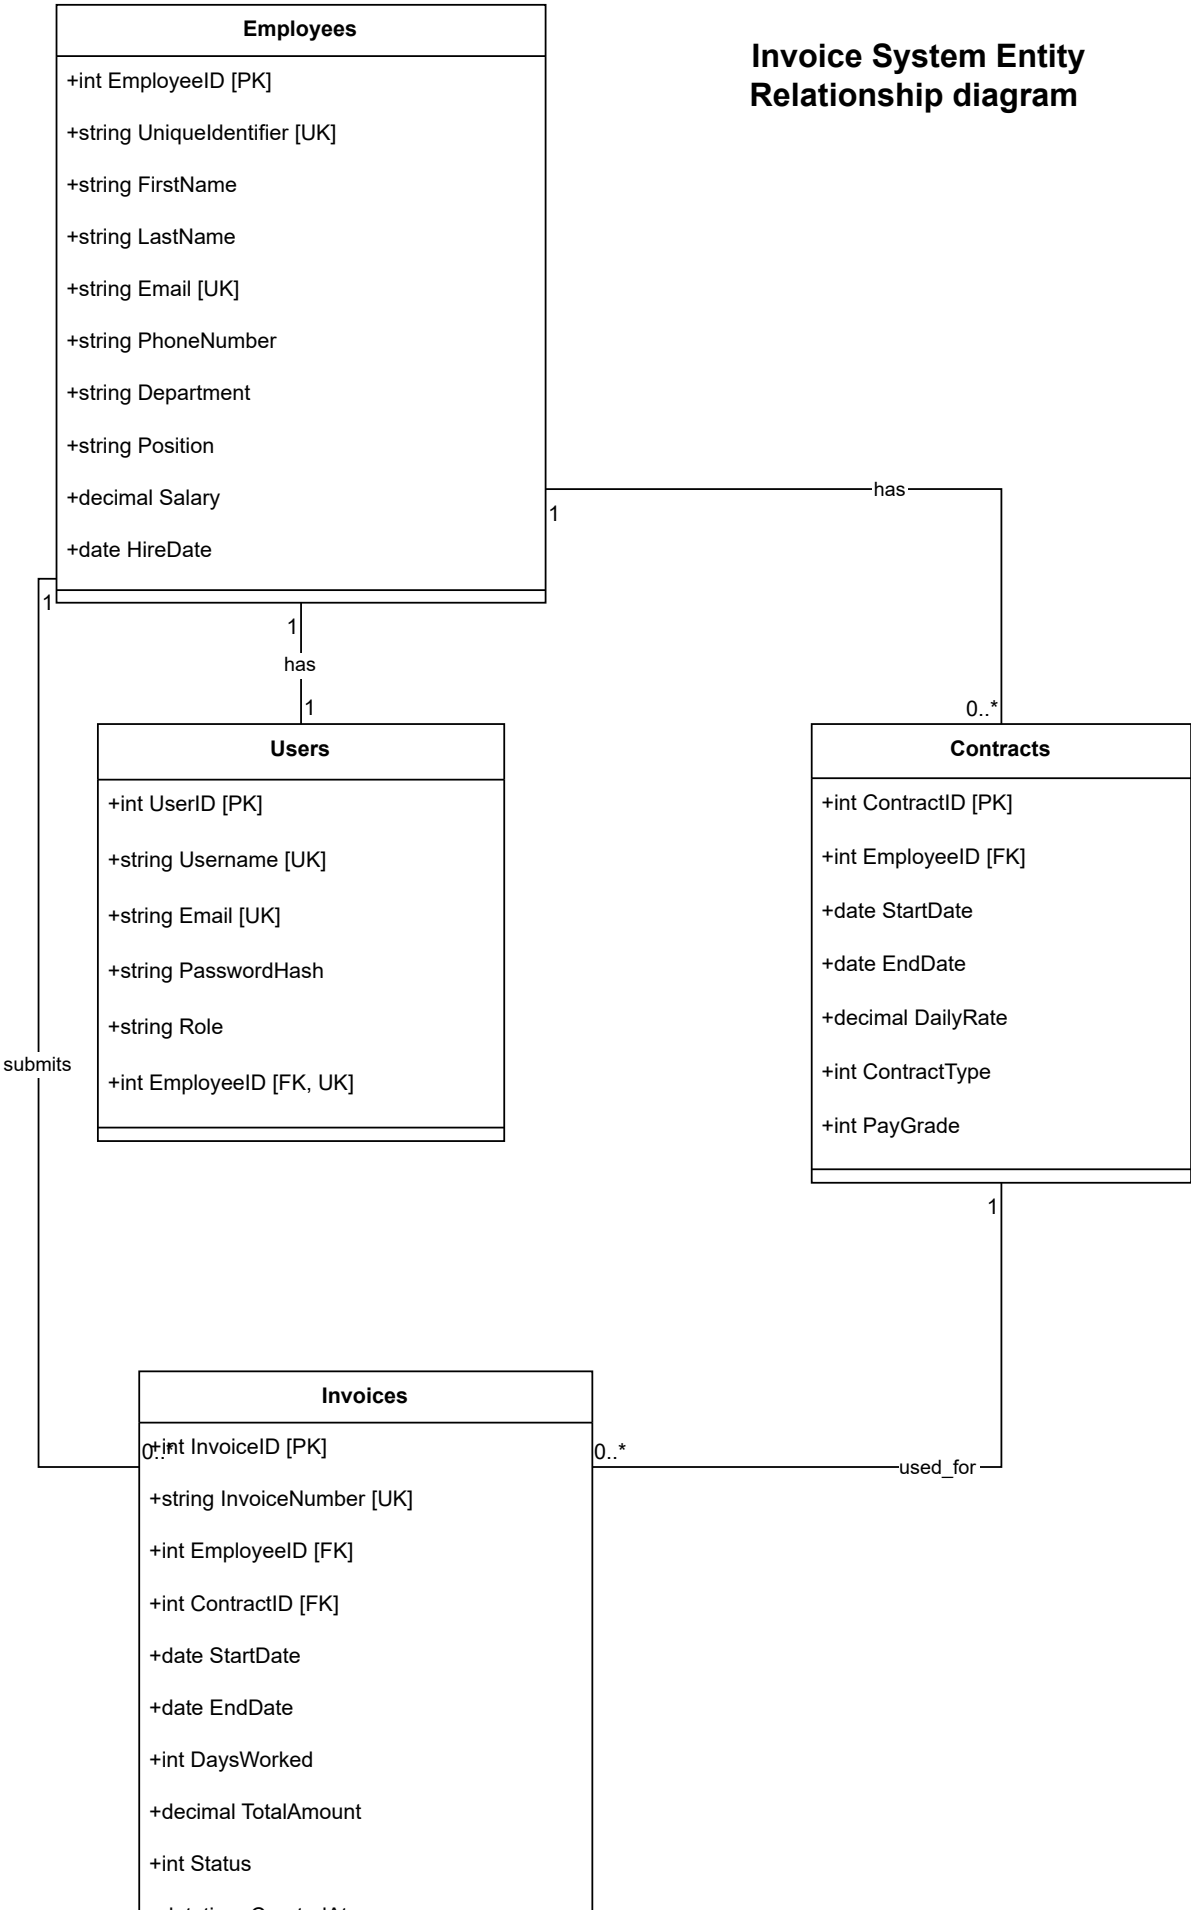 Employees
Invoice System Entity
Relationship diagram
+int EmployeeID [PK]
+string UniqueIdentifier [UK]
+string FirstName
+string LastName
+string Email [UK]
+string PhoneNumber
+string Department
+string Position
+decimal Salary
+date HireDate
has
1
1
1
has
1
0..*
Users
+int UserID [PK]
+string Username [UK]
+string Email [UK]
+string PasswordHash
+string Role
+int EmployeeID [FK, UK]
Contracts
+int ContractID [PK]
+int EmployeeID [FK]
+date StartDate
+date EndDate
+decimal DailyRate
+int ContractType
+int PayGrade
submits
1
Invoices
0..*
+int InvoiceID [PK]
0..*
used_for
+string InvoiceNumber [UK]
+int EmployeeID [FK]
+int ContractID [FK]
+date StartDate
+date EndDate
+int DaysWorked
+decimal TotalAmount
+int Status